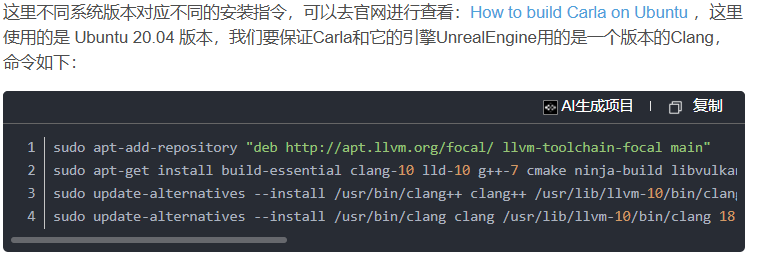 这里不同系统版本对应不同的安装指令，可以去官网进行查看：How to build Carla on Ubuntu ，这里
使用的是 Ubuntu 20.04 版本，我们要保证Carla和它的引擎UnrealEngine用的是一个版本的Clang，
命令如下：
AI生成项目 | 复制
1 sudo apt-add-repository "deb http://apt.llvm.org/focal/ llvm-toolchain-focal main"
2 sudo apt-get install build-essential clang-10 lld-10 g++-7 cmake ninja-build libvulkan
3 sudo update-alternatives --install /usr/bin/clang++ clang++ /usr/lib/llvm-10/bin/clang
4 sudo update-alternatives --install /usr/bin/clang clang /usr/lib/llvm-10/bin/clang 18